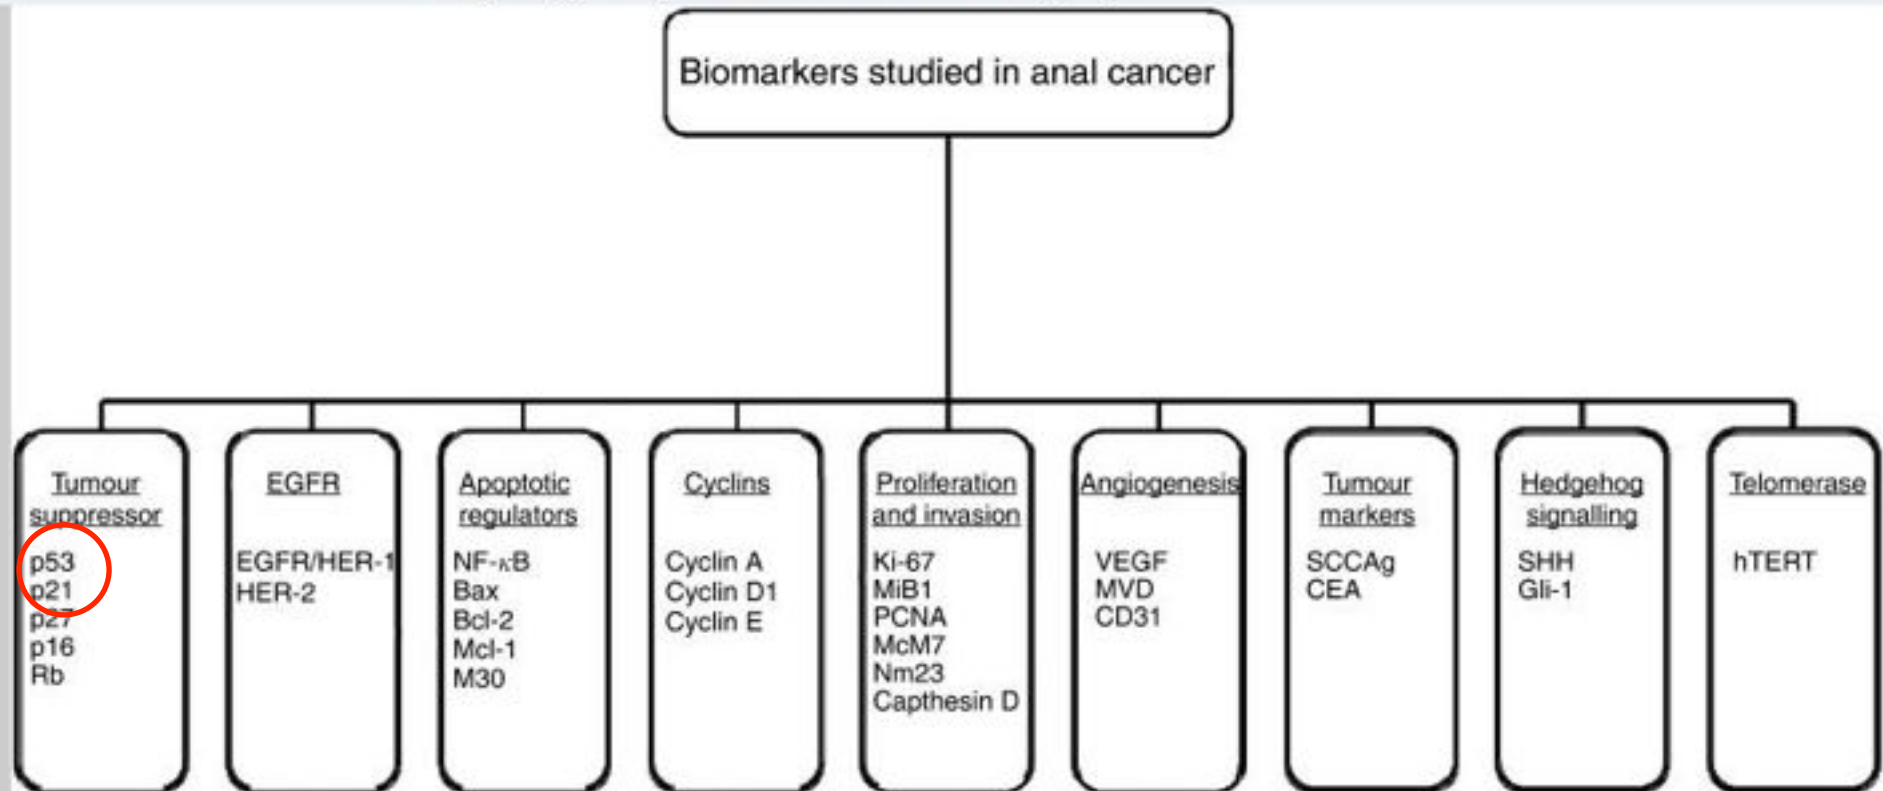 Biomarkers studied in anal cancer
Tumour
suppressor
p53
p21
p27
p16
Rb
EGFR
EGFR/HER-1
HER-2
Apoptotic
regulators
NF-κB
Bax
Bcl-2
Mcl-1
M30
Cyclins
Cyclin A
Cyclin D1
Cyclin E
Proliferation
and invasion
Ki-67
MiB1
PCNA
McM7
Nm23
Capthesin D
Angiogenesis
VEGF
MVD
CD31
Tumour
markers
SCCAg
CEA
Hedgehog
signalling
SHH
Gli-1
Telomerase
hTERT